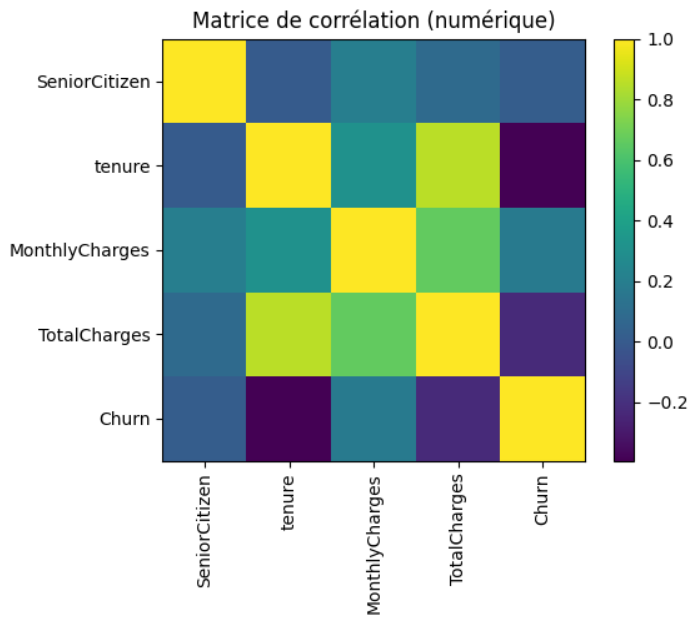 Matrice de corrélation (numérique)
SeniorCitizen
tenure
MonthlyCharges
TotalCharges
Churn
SeniorCitizen
tenure
MonthlyCharges
TotalCharges
Churn
1.0
0.8
0.6
0.4
0.2
0.0
−0.2